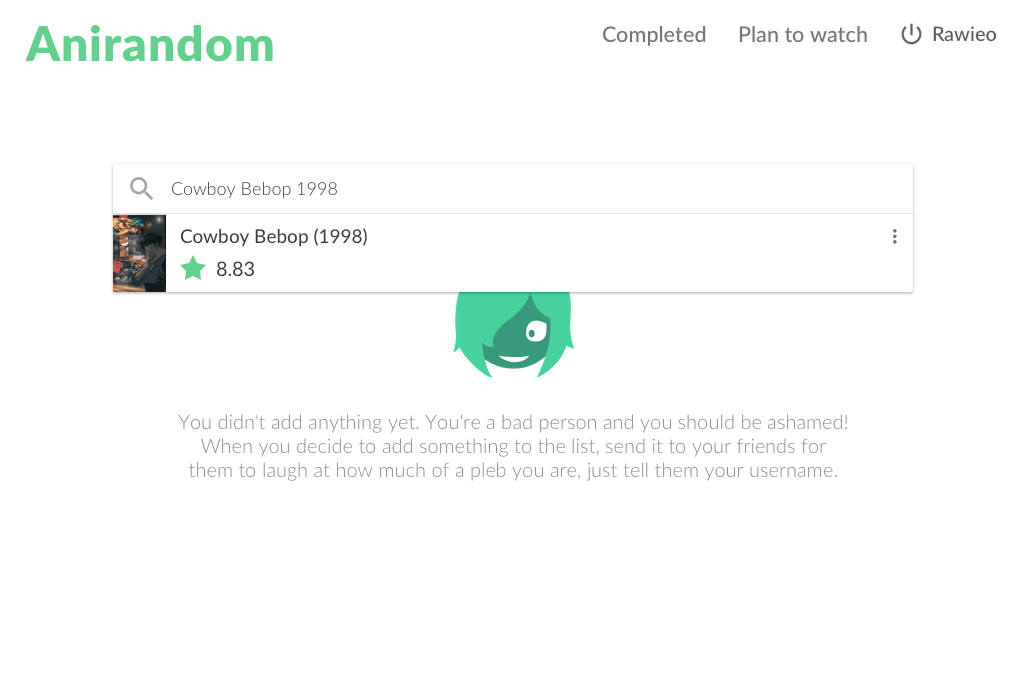 Anirandom
Completed
Plan to watch
Rawieo
Cowboy Bebop 1998
Cowboy Bebop (1998)
8.83
You didn't add anything yet. You're a bad person and you should be ashamed!
When you decide to add something to the list, send it to your friends for
them to laugh at how much of a pleb you are, just tell them your username.